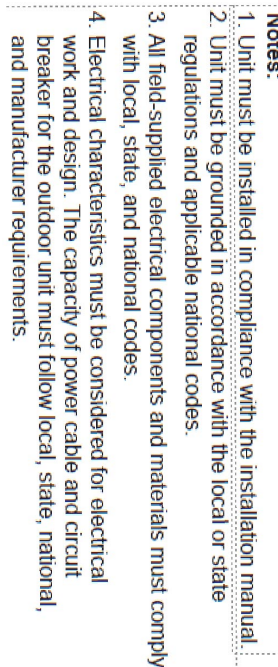 Notes:
1. Unit must be installed in compliance with the installation manual.
2. Unit must be grounded in accordance with the local or state
regulations and applicable national codes.
3. All field-supplied electrical components and materials must comply
with local, state, and national codes.
4. Electrical characteristics must be considered for electrical
work and design. The capacity of power cable and circuit
breaker for the outdoor unit must follow local, state, national,
and manufacturer requirements.